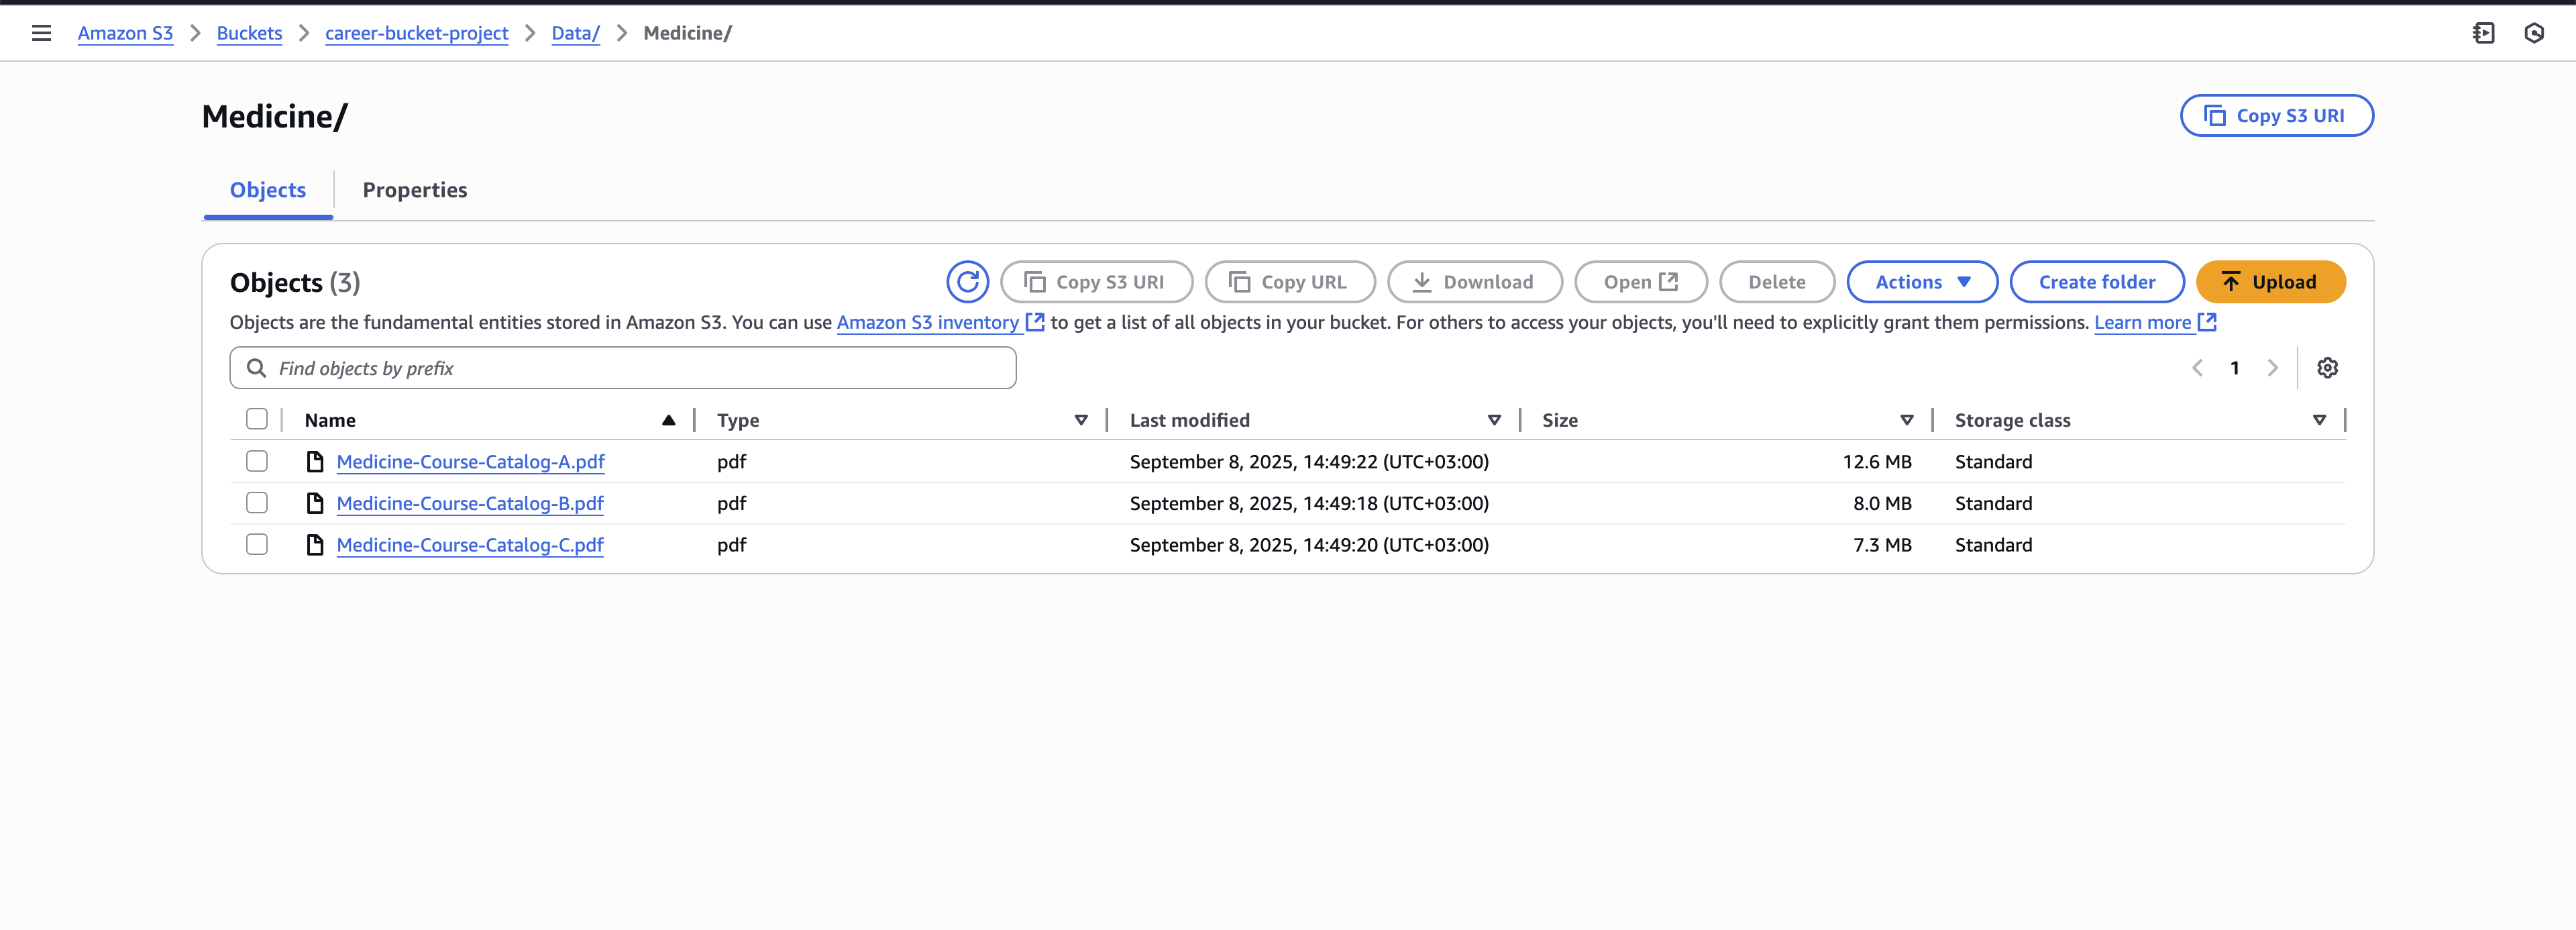 Amazon S3 > Buckets > career-bucket-project > Data/ > Medicine/
Medicine/
Copy S3 URI
Objects
Properties
Objects (3)
Copy S3 URI
Copy URL
Download
Open
Delete
Actions
Create folder
Upload
Objects are the fundamental entities stored in Amazon S3. You can use Amazon S3 inventory to get a list of all objects in your bucket. For others to access your objects, you'll need to explicitly grant them permissions. Learn more
Find objects by prefix
1
Name Type Last modified Size Storage class
Medicine-Course-Catalog-A.pdf pdf September 8, 2025, 14:49:22 (UTC+03:00) 12.6 MB Standard
Medicine-Course-Catalog-B.pdf pdf September 8, 2025, 14:49:18 (UTC+03:00) 8.0 MB Standard
Medicine-Course-Catalog-C.pdf pdf September 8, 2025, 14:49:20 (UTC+03:00) 7.3 MB Standard